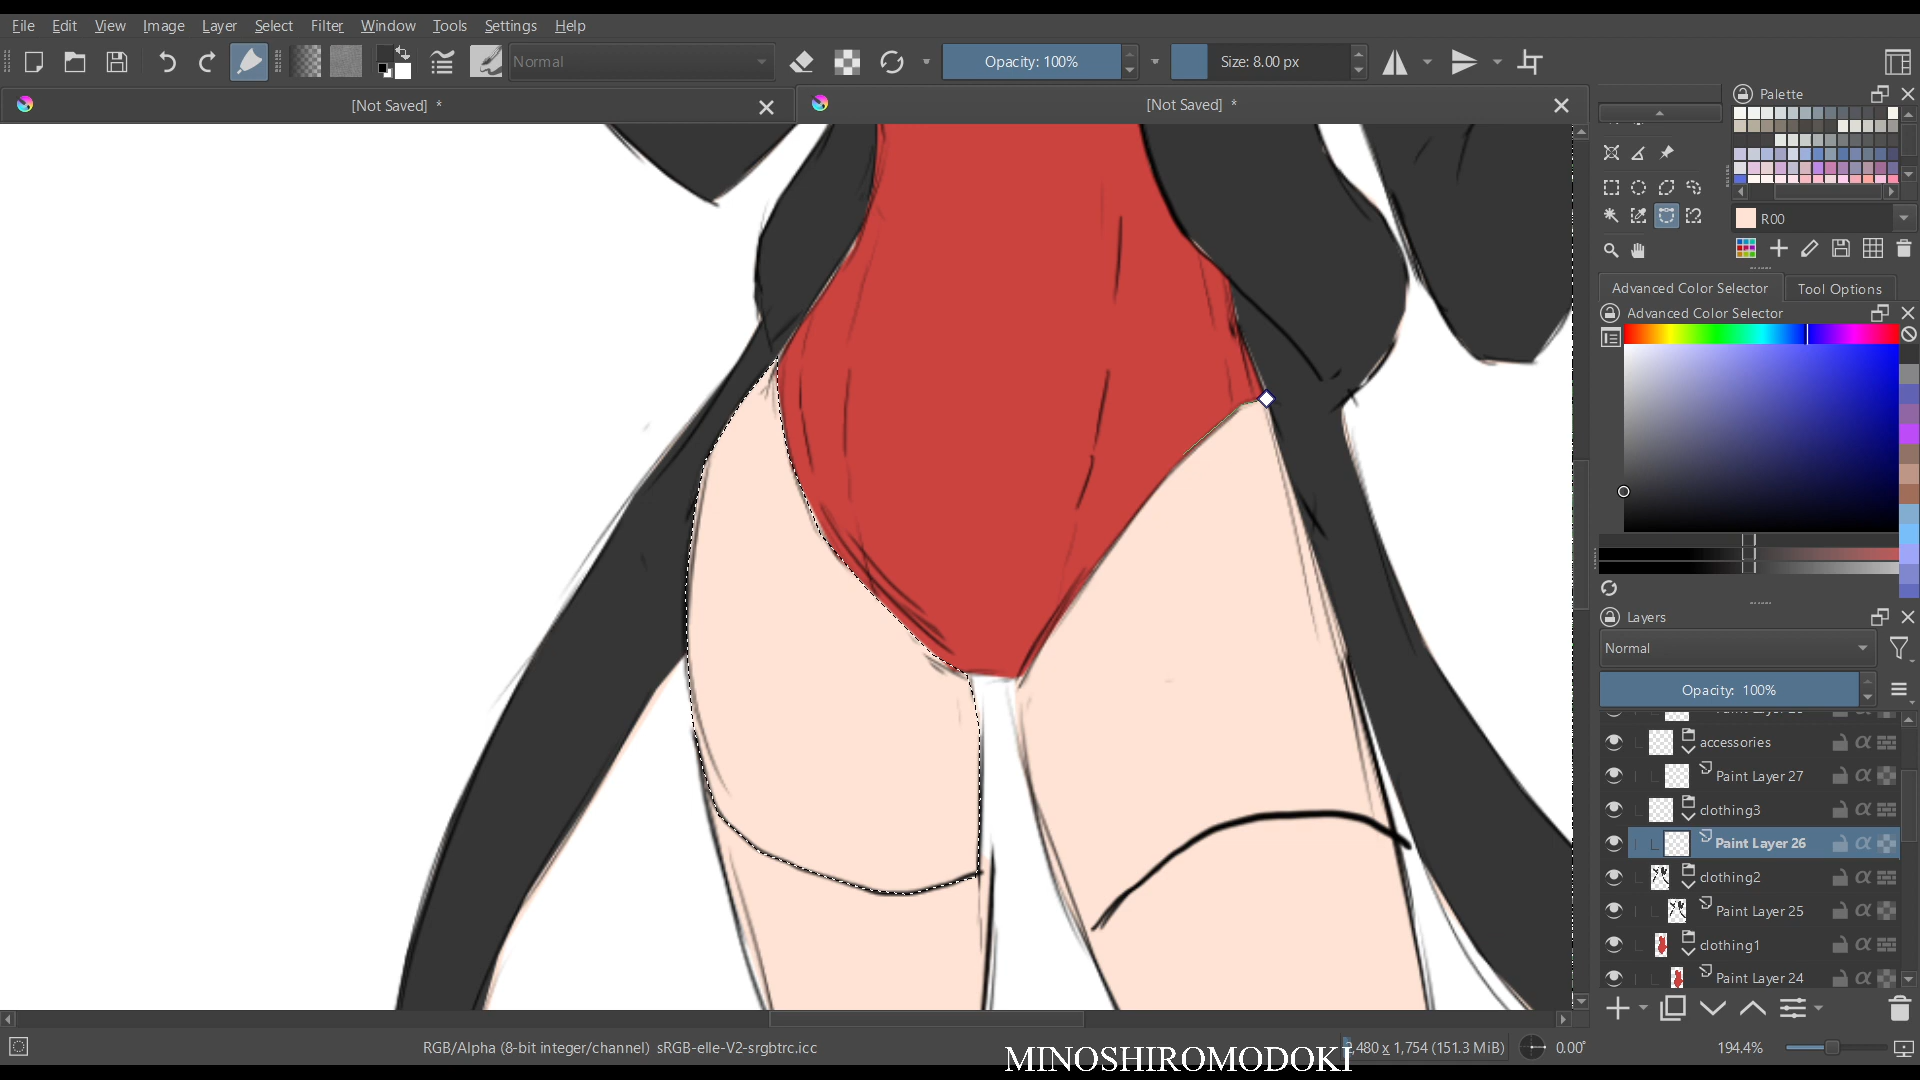 File Edit View Image Layer Select Filter Window Tools Settings Help
Normal
Opacity: 100%
Size: 8.00 px
[Not Saved] *
[Not Saved] *
Palette
R00
Advanced Color Selector
Tool Options
Advanced Color Selector
Layers
Normal
Opacity: 100%
accessories
Paint Layer 27
clothing3
Paint Layer 26
clothing2
Paint Layer 25
clothing1
Paint Layer 24
RGB/Alpha (8-bit integer/channel) sRGB-elle-V2-srgbtrc.icc
,480 x 1,754 (151.3 MiB)
0.00°
194.4%
MINOSHIROMODOKI